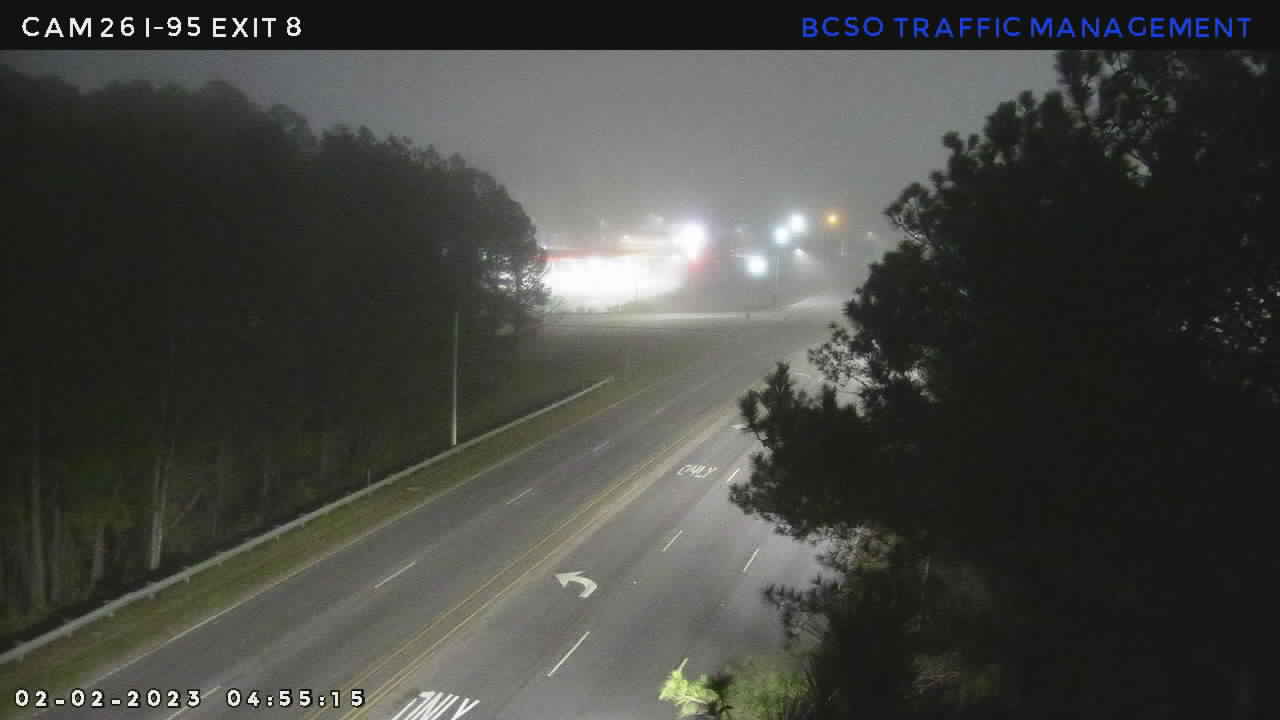 CAM 26 I-95 EXIT 8
BCSO TRAFFIC MANAGEMENT
ONLY
ONLY
02-02-2023 04:55:15